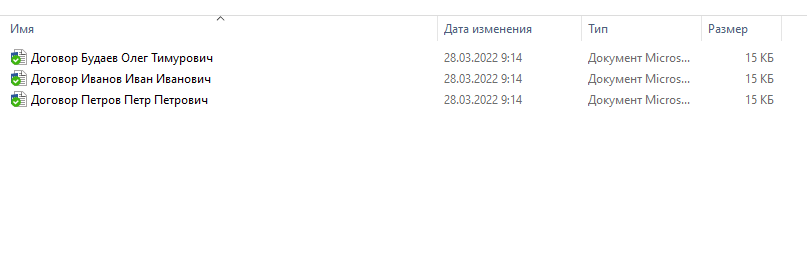 Имя Дата изменения Тип Размер
Договор Будаев Олег Тимурович 28.03.2022 9:14 Документ Micros... 15 КБ
Договор Иванов Иван Иванович 28.03.2022 9:14 Документ Micros... 15 КБ
Договор Петров Петр Петрович 28.03.2022 9:14 Документ Micros... 15 КБ